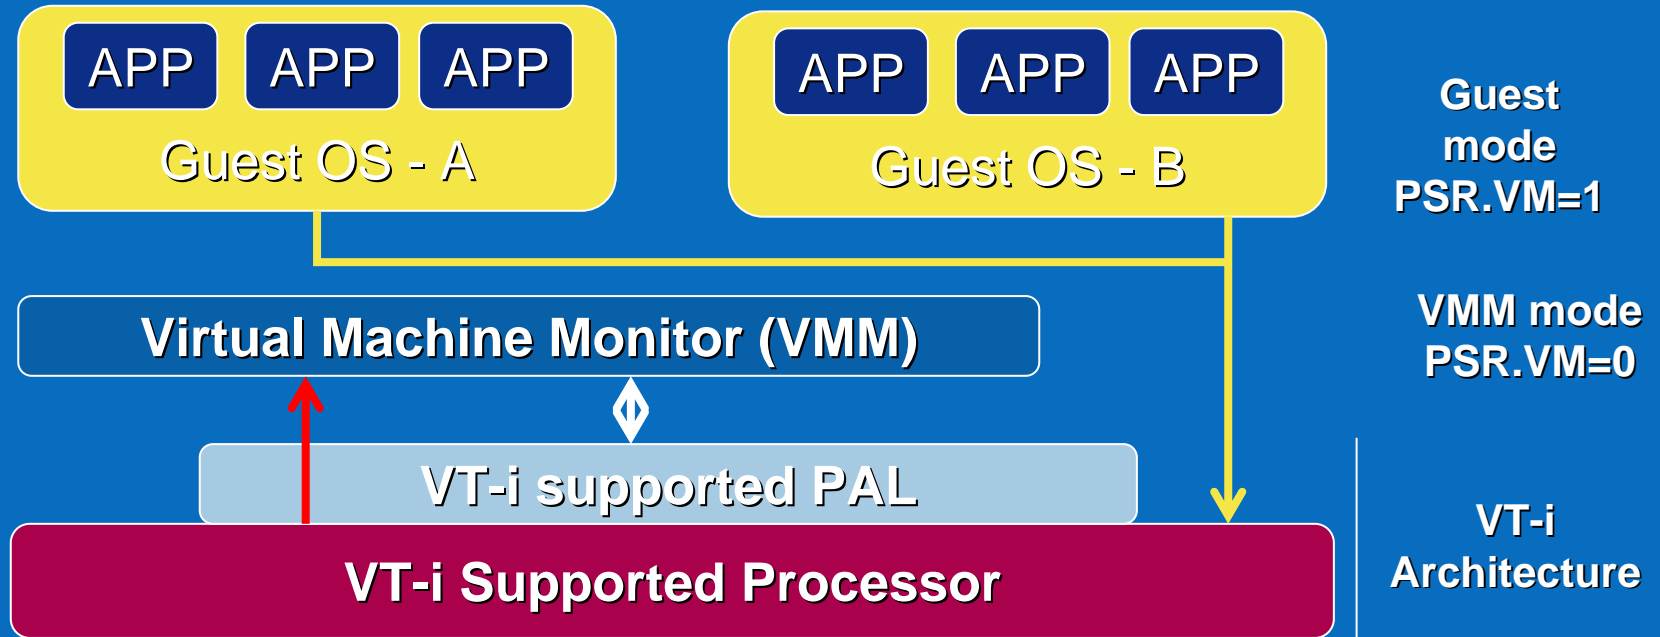 APP APP APP
Guest OS - A
APP APP APP
Guest OS - B
Guest
mode
PSR.VM=1
Virtual Machine Monitor (VMM)
VMM mode
PSR.VM=0
VT-i supported PAL
VT-i Supported Processor
VT-i
Architecture